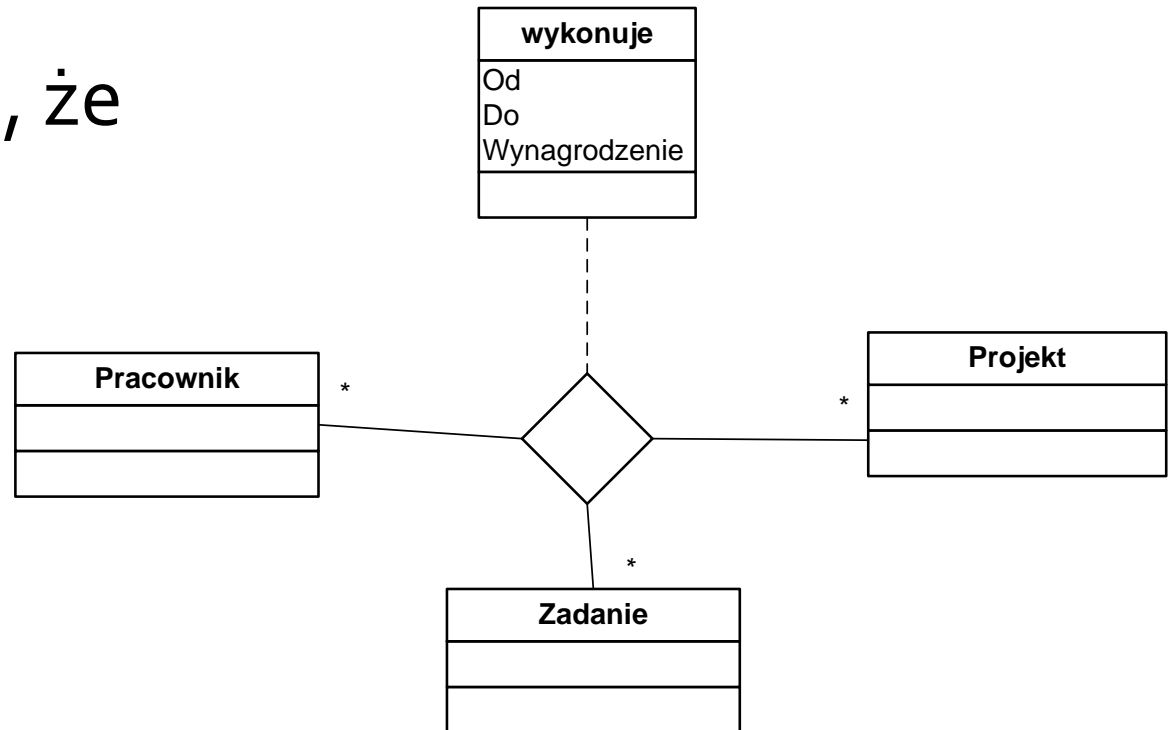 wykonuje
, że
Od
Do
Wynagrodzenie
Pracownik
*
Projekt
*
*
Zadanie